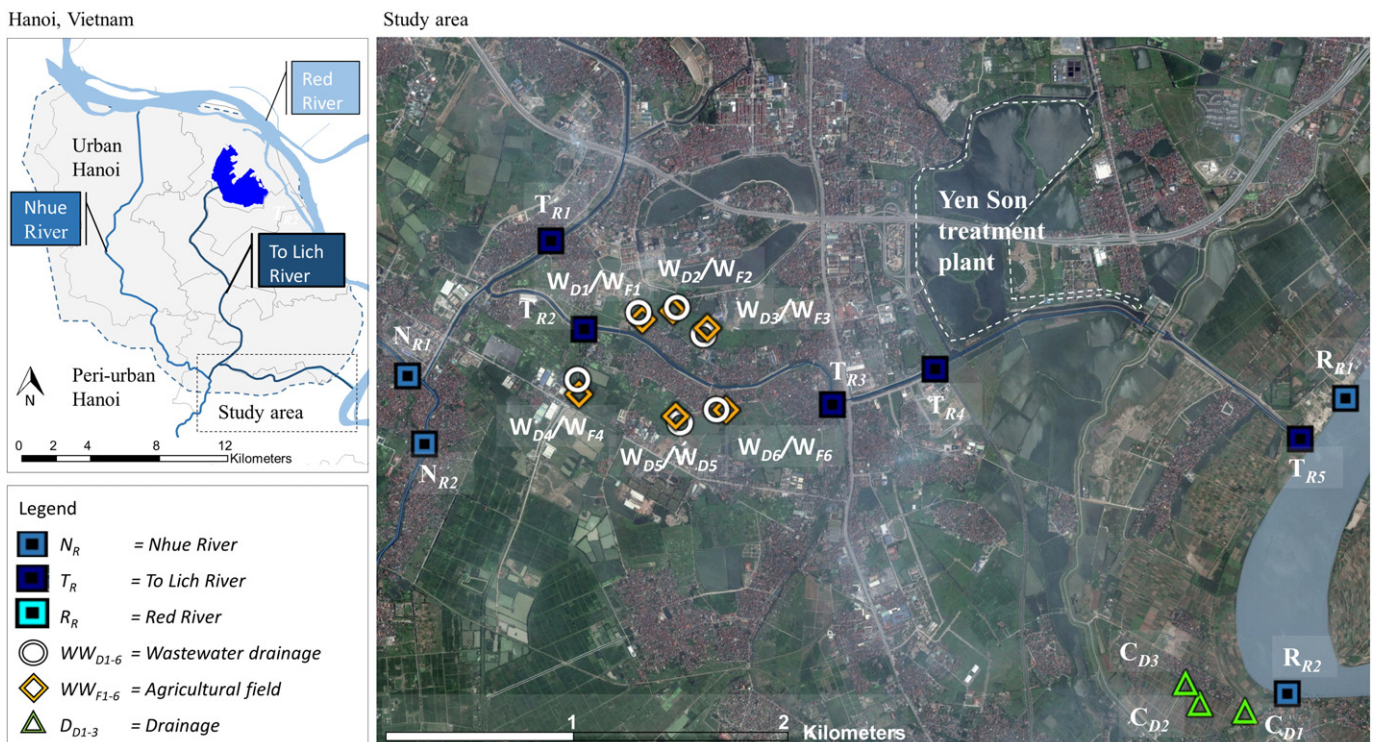 Hanoi, Vietnam
Red
River
Urban
Hanoi
Nhue
River
To Lich
River
N
Peri-urban
Hanoi
Study area
0 2 4 8 12
Kilometers
Legend
N_R = Nhue River
T_R = To Lich River
R_R = Red River
WW_D1-6 = Wastewater drainage
WW_F1-6 = Agricultural field
D_D1-3 = Drainage
Study area
Yen Son
treatment
plant
T_R1
W_D1/W_F1
W_D2/W_F2
W_D3/W_F3
T_R2
N_R1
N_R2
T_R3
T_R4
R_R1
T_R5
W_D4/W_F4
W_D5/W_D5
W_D6/W_F6
C_D3
C_D2
C_D1
R_R2
1 2
Kilometers